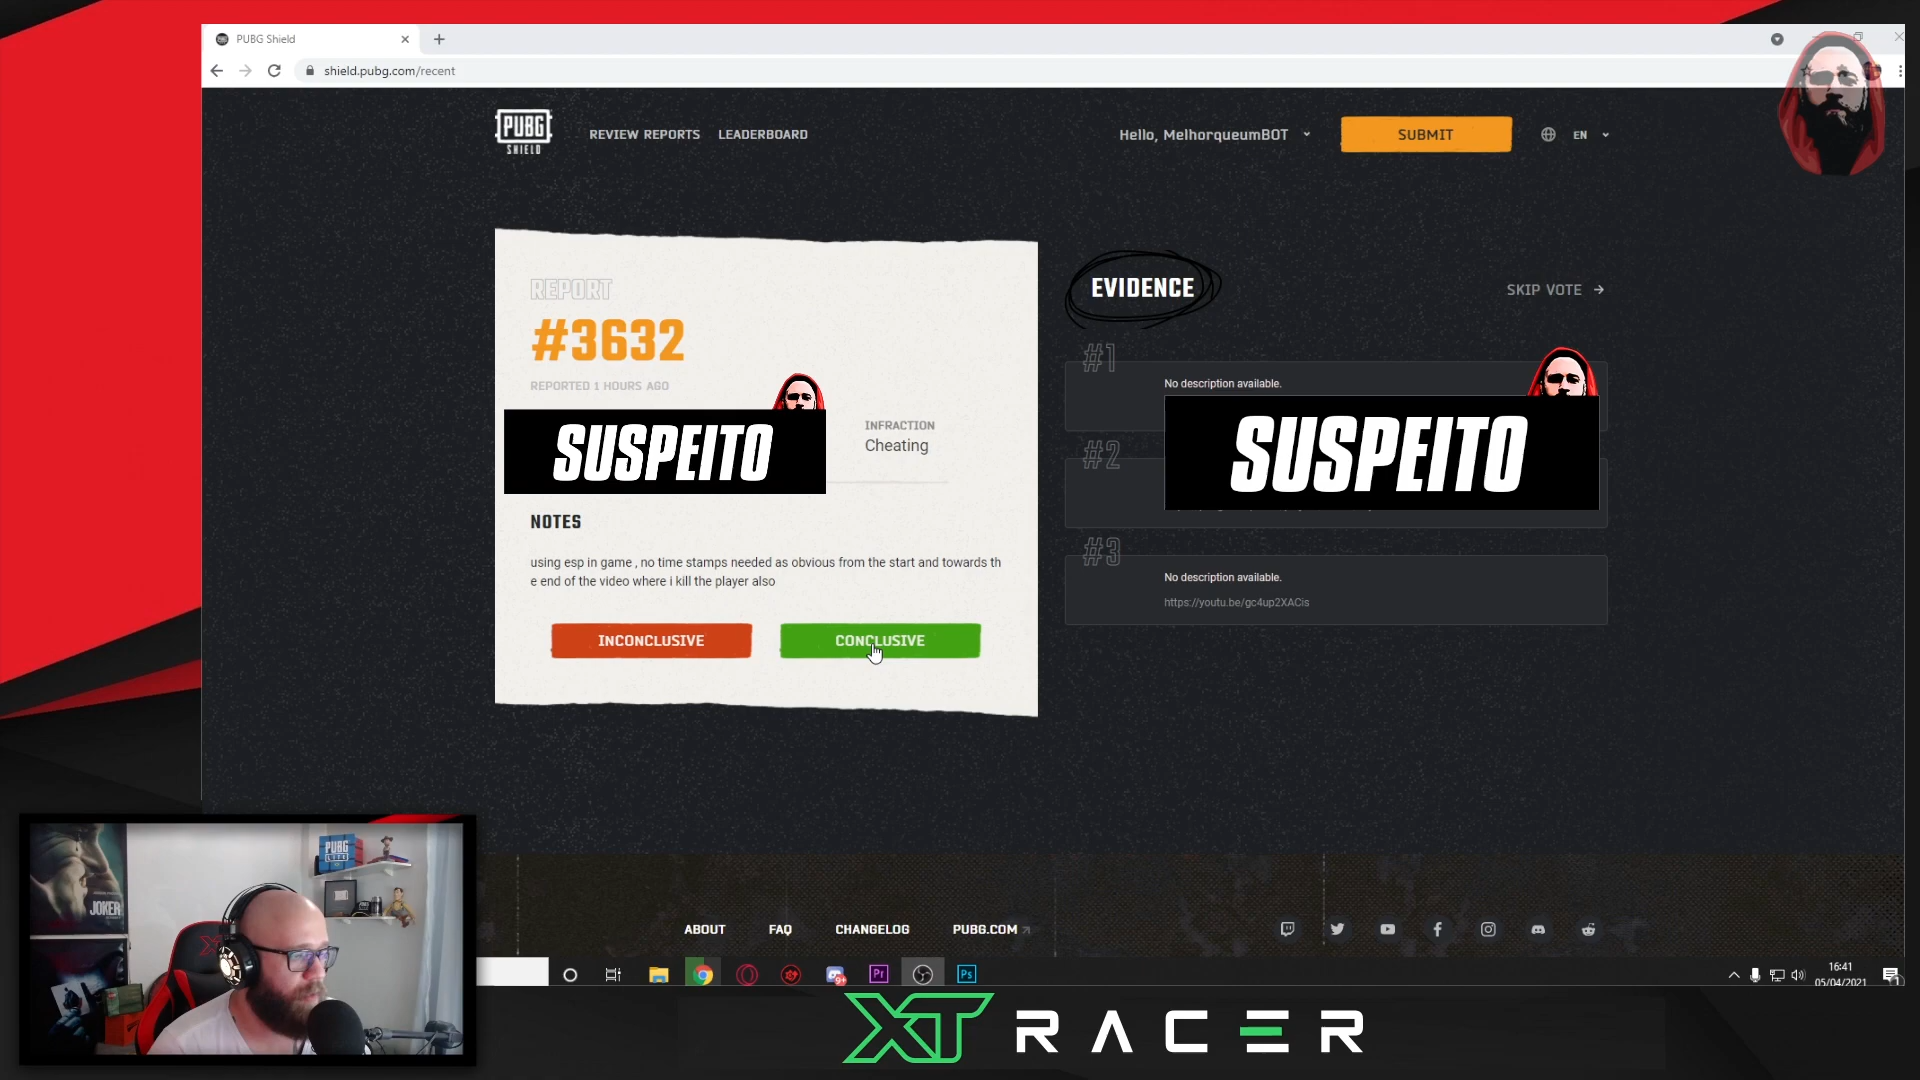 PUBG Shield
shield.pubg.com/recent
PUBG
SHIELD
REVIEW REPORTS
LEADERBOARD
Hello, MelhorqueumBOT
SUBMIT
EN
REPORT
#3632
REPORTED 1 HOURS AGO
SUSPEITO
INFRACTION
Cheating
NOTES
using esp in game , no time stamps needed as obvious from the start and towards th
e end of the video where i kill the player also
INCONCLUSIVE
CONCLUSIVE
EVIDENCE
SKIP VOTE
#1
No description available.
#2
SUSPEITO
#3
No description available.
https://youtu.be/gc4up2XACis
ABOUT
FAQ
CHANGELOG
PUBG.COM
PUBG
LITE
JOKER
Pr
Ps
16:41
05/04/2021
XT RACER